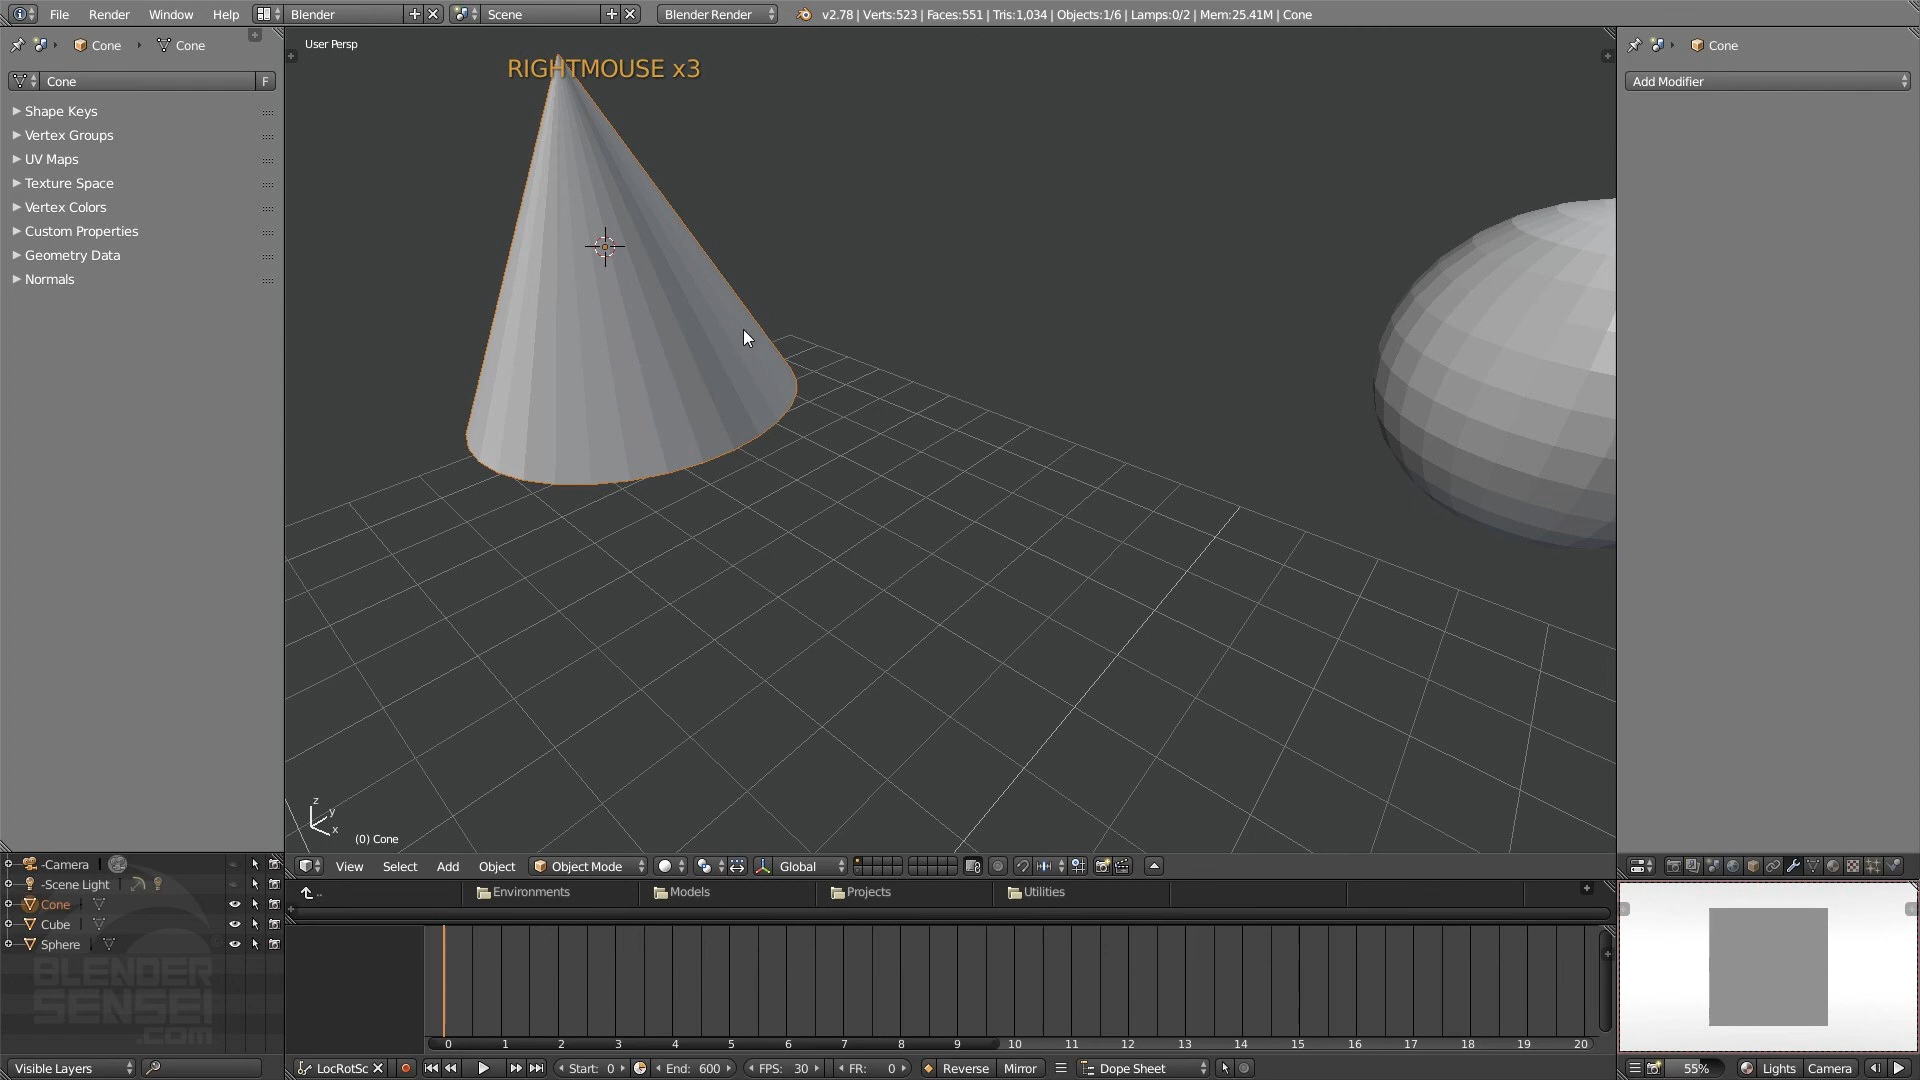 File Render Window Help Blender Scene Blender Render v2.78 | Verts:523 | Faces:551 | Tris:1,034 | Objects:1/6 | Lamps:0/2 | Mem:25.41M | Cone
Cone Cone
User Persp
Cone
RIGHTMOUSE x3
Cone F
Add Modifier
Shape Keys
Vertex Groups
UV Maps
Texture Space
Vertex Colors
Custom Properties
Geometry Data
Normals
z
y
x
(0) Cone
View Select Add Object Object Mode Global
-Camera
-Scene Light
Cone
Cube
Sphere
.. Environments Models Projects Utilities
BLENDER
SENSEI
.COM
0 1 2 3 4 5 6 7 8 9 10 11 12 13 14 15 16 17 18 19 20
Visible Layers LocRotSc Start: 0 End: 600 FPS: 30 FR: 0 Reverse Mirror Dope Sheet 55% Lights Camera